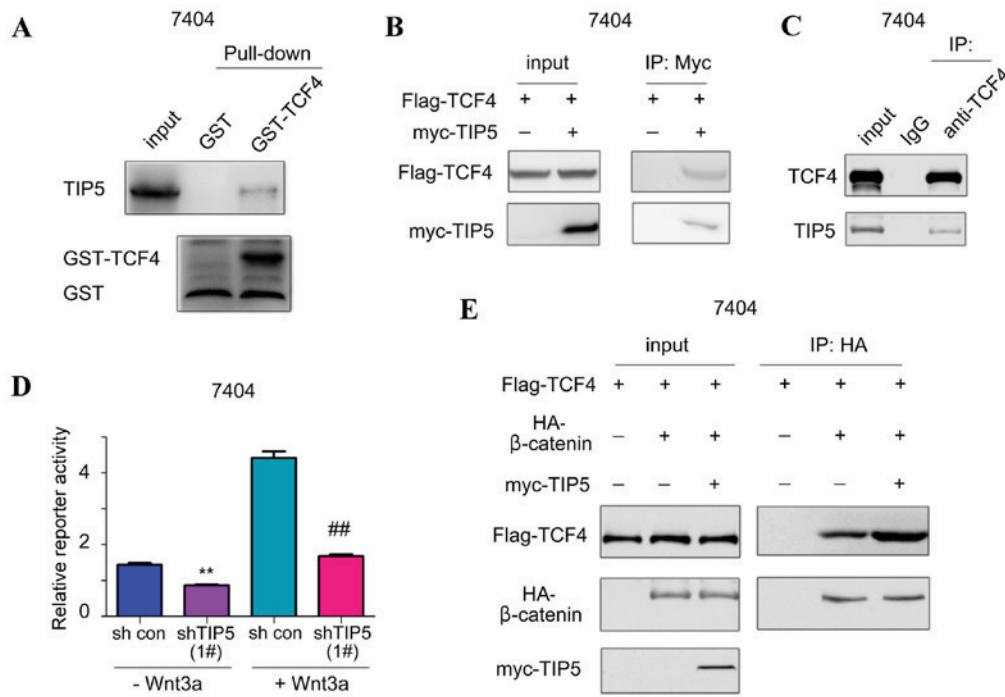 A
7404
Pull-down
input
GST
GST-TCF4
TIP5
GST-TCF4
GST
B
7404
input
IP: Myc
Flag-TCF4 + + + +
myc-TIP5 – + – +
Flag-TCF4
myc-TIP5
C
7404
IP:
input
IgG
anti-TCF4
TCF4
TIP5
D
7404
Relative reporter activity
4
2
0
**
##
sh con shTIP5 sh con shTIP5
(1#) (1#)
- Wnt3a + Wnt3a
E
7404
input
IP: HA
Flag-TCF4 + + + + + +
HA-
β-catenin – + + – + +
myc-TIP5 – – + – – +
Flag-TCF4
HA-
β-catenin
myc-TIP5